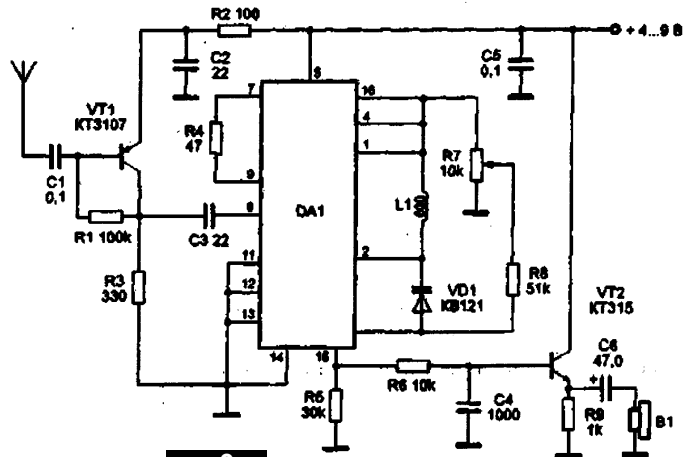 R2 100
+ 4...9 В
C2
22
C5
0,1
VT1
КТ3107
7
5
16
4
1
R4
47
9
8
DA1
R7
10k
L1
C1
0,1
R1 100k
C3 22
R3
330
11
12
13
2
VD1
КВ121
R8
51k
VT2
КТ315
14
15
R5
30k
R6 10k
C4
1000
C6
47,0
+
R9
1k
B1